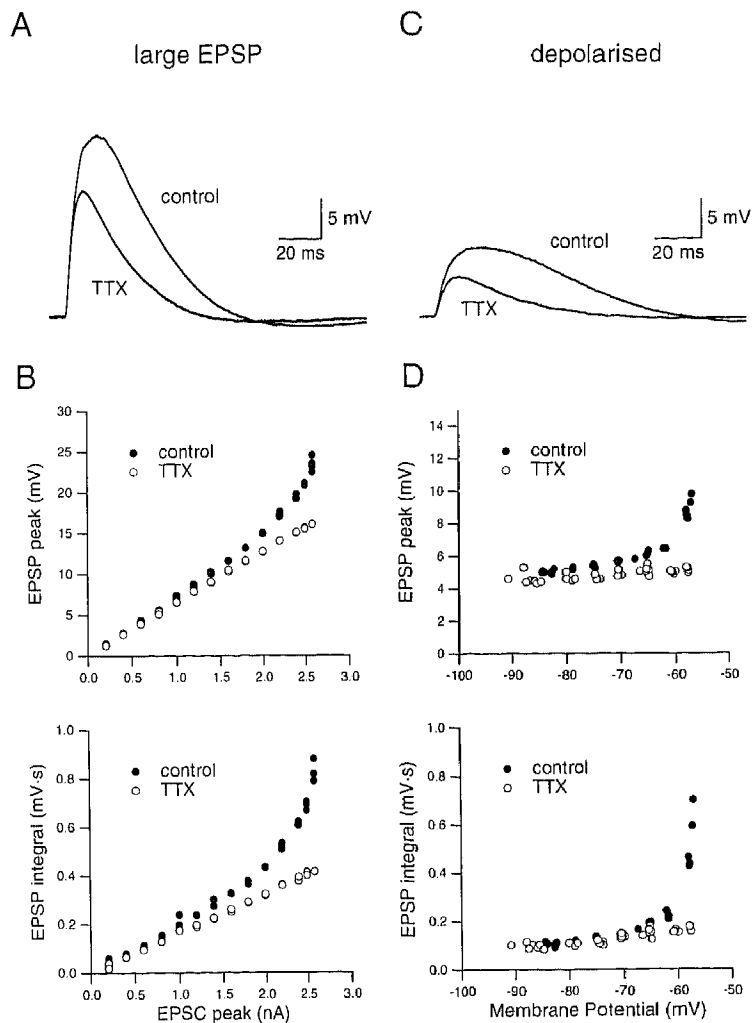 A
large EPSP
control
TTX
5 mV
20 ms
C
depolarised
control
TTX
5 mV
20 ms
B
EPSP peak (mV)
30
25
20
15
10
5
0
control
TTX
0.0 0.5 1.0 1.5 2.0 2.5 3.0
D
EPSP peak (mV)
14
12
10
8
6
4
2
0
control
TTX
-100 -90 -80 -70 -60 -50
EPSP integral (mV·s)
1.0
0.8
0.6
0.4
0.2
0.0
control
TTX
0.0 0.5 1.0 1.5 2.0 2.5 3.0
EPSC peak (nA)
EPSP integral (mV·s)
1.0
0.8
0.6
0.4
0.2
0.0
control
TTX
-100 -90 -80 -70 -60 -50
Membrane Potential (mV)